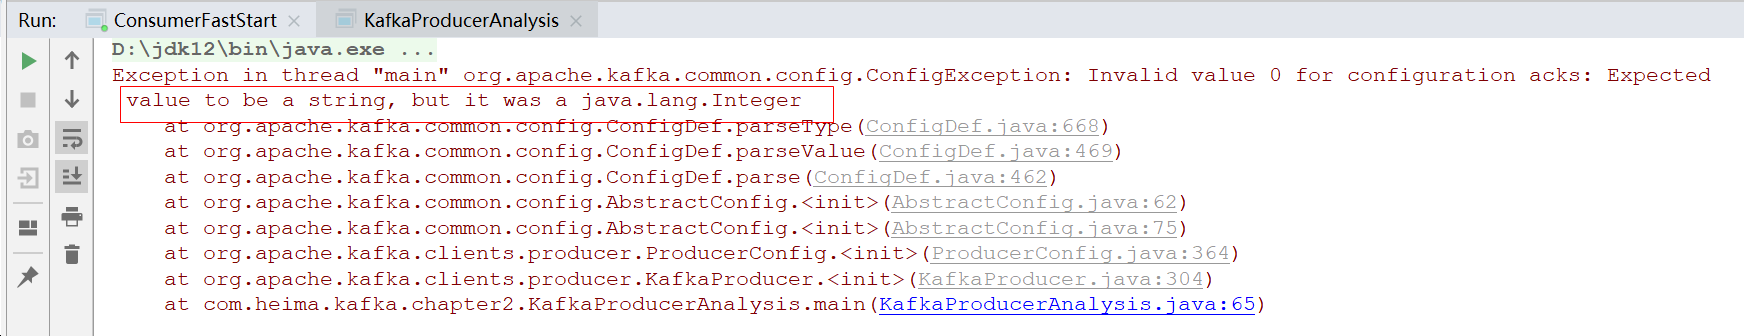 Run: ConsumerFastStart × KafkaProducerAnalysis ×
D:\jdk12\bin\java.exe ...
Exception in thread "main" org.apache.kafka.common.config.ConfigException: Invalid value 0 for configuration acks: Expected
value to be a string, but it was a java.lang.Integer
at org.apache.kafka.common.config.ConfigDef.parseType(ConfigDef.java:668)
at org.apache.kafka.common.config.ConfigDef.parseValue(ConfigDef.java:469)
at org.apache.kafka.common.config.ConfigDef.parse(ConfigDef.java:462)
at org.apache.kafka.common.config.AbstractConfig.<init>(AbstractConfig.java:62)
at org.apache.kafka.common.config.AbstractConfig.<init>(AbstractConfig.java:75)
at org.apache.kafka.clients.producer.ProducerConfig.<init>(ProducerConfig.java:364)
at org.apache.kafka.clients.producer.KafkaProducer.<init>(KafkaProducer.java:304)
at com.heima.kafka.chapter2.KafkaProducerAnalysis.main(KafkaProducerAnalysis.java:65)